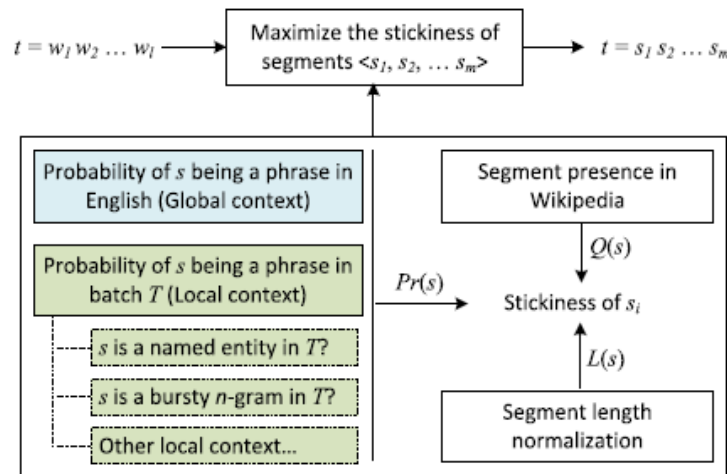 t = w1 w2 ... wl
Maximize the stickiness of
segments <s1, s2, ... sm>
t = s1 s2 ... sm
Probability of s being a phrase in
English (Global context)
Probability of s being a phrase in
batch T (Local context)
s is a named entity in T?
s is a bursty n-gram in T?
Other local context...
Pr(s)
Segment presence in
Wikipedia
Q(s)
Stickiness of si
L(s)
Segment length
normalization